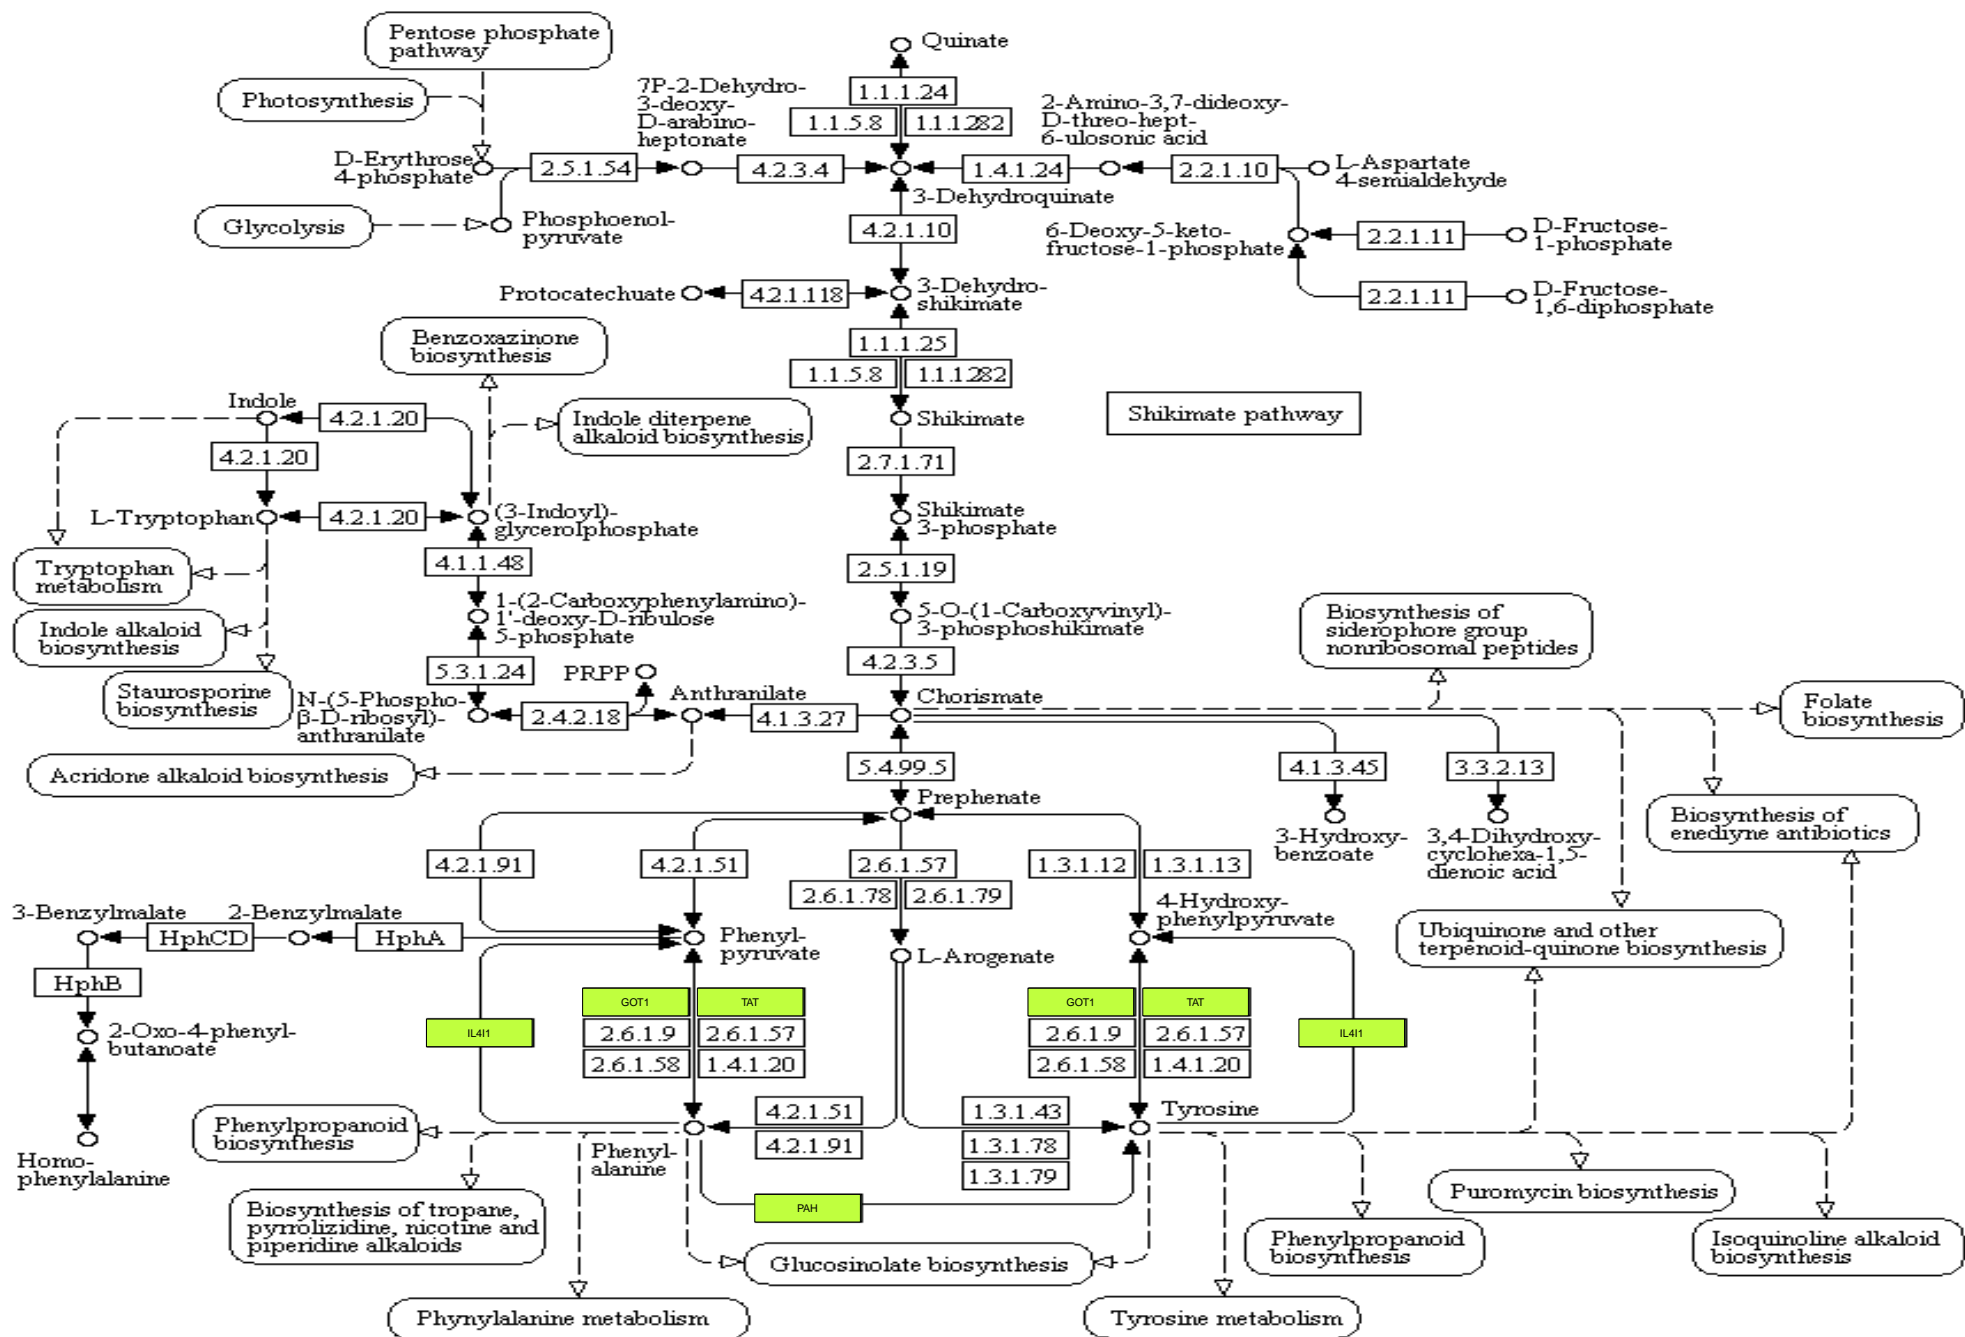 Pentose phosphate
pathway
Quinate
Photosynthesis
7P-2-Dehydro-
3-deoxy-
D-arabino-
heptonate
1.1.1.24
1.1.5.8
1.1.1.282
2-Amino-3,7-dideoxy-
D-threo-hept-
6-ulosonic acid
D-Erythrose
4-phosphate
2.5.1.54
4.2.3.4
1.4.1.24
2.2.1.10
L-Aspartate
4-semialdehyde
3-Dehydroquinate
Glycolysis
Phosphoenol-
pyruvate
4.2.1.10
6-Deoxy-5-keto-
fructose-1-phosphate
2.2.1.11
D-Fructose-
1-phosphate
Protocatechuate
4.2.1.118
3-Dehydro-
shikimate
2.2.1.11
D-Fructose-
1,6-diphosphate
Benzoxazinone
biosynthesis
1.1.1.25
1.1.5.8
1.1.1.282
Indole
4.2.1.20
Indole diterpene
alkaloid biosynthesis
Shikimate
Shikimate pathway
4.2.1.20
2.7.1.71
L-Tryptophan
4.2.1.20
(3-Indoyl)-
glycerolphosphate
Shikimate
3-phosphate
Tryptophan
metabolism
4.1.1.48
2.5.1.19
1-(2-Carboxyphenylamino)-
1'-deoxy-D-ribulose
5-phosphate
5-O-(1-Carboxyvinyl)-
3-phosphoshikimate
Biosynthesis of
siderophore group
nonribosomal peptides
Indole alkaloid
biosynthesis
5.3.1.24
PRPP
4.2.3.5
Staurosporine
biosynthesis
N-(5-Phospho-
β-D-ribosyl)-
anthranilate
2.4.2.18
Anthranilate
4.1.3.27
Chorismate
Folate
biosynthesis
Acridone alkaloid biosynthesis
5.4.99.5
4.1.3.45
3.3.2.13
Prephenate
3-Hydroxy-
benzoate
3,4-Dihydroxy-
cyclohexa-1,5-
dienoic acid
Biosynthesis of
enediyne antibiotics
4.2.1.91
4.2.1.51
2.6.1.57
1.3.1.12
1.3.1.13
2.6.1.78
2.6.1.79
3-Benzylmalate
2-Benzylmalate
4-Hydroxy-
phenylpyruvate
HphCD
HphA
Phenyl-
pyruvate
L-Arogenate
Ubiquinone and other
terpenoid-quinone biosynthesis
HphB
GOT1
TAT
GOT1
TAT
2-Oxo-4-phenyl-
butanoate
IL4I1
2.6.1.9
2.6.1.57
2.6.1.9
2.6.1.57
IL4I1
2.6.1.58
1.4.1.20
2.6.1.58
1.4.1.20
Phenylpropanoid
biosynthesis
4.2.1.51
1.3.1.43
Tyrosine
Homo-
phenylalanine
Phenyl-
alanine
4.2.1.91
1.3.1.78
1.3.1.79
Puromycin biosynthesis
Biosynthesis of tropane,
pyrrolizidine, nicotine and
piperidine alkaloids
PAH
Glucosinolate biosynthesis
Phenylpropanoid
biosynthesis
Isoquinoline alkaloid
biosynthesis
Phynylalanine metabolism
Tyrosine metabolism